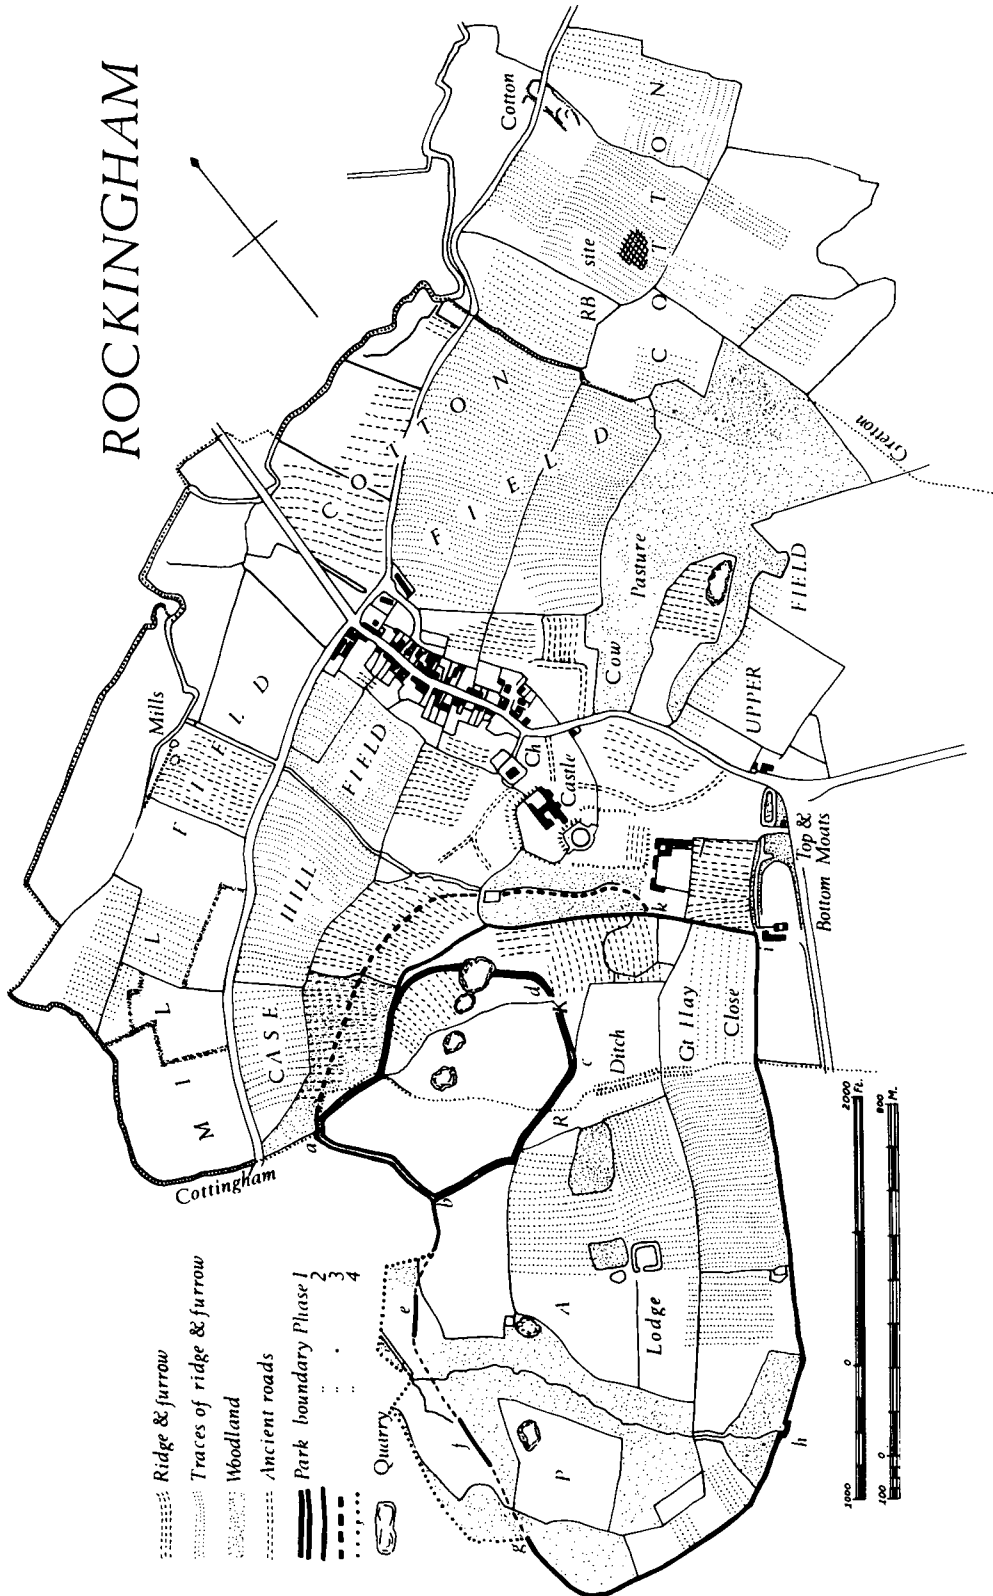 ROCKINGHAM
Ridge & furrow
Traces of ridge & furrow
Woodland
Ancient roads
Park boundary Phase 1
" " 2
" " 3
" " 4
Quarry
Cottingham
MILL FIELD
Mills
CASE HILL FIELD
COTTON FIELD
COTTON
Cotton
RB site
Gretton
Cow Pasture
UPPER FIELD
Ch
Castle
Top & Bottom Moats
Gt Hay Close
Ditch
Lodge
PARK
a
b
c
d
e
f
g
h
k
1000
0
2000 Ft.
100
0
800 M.